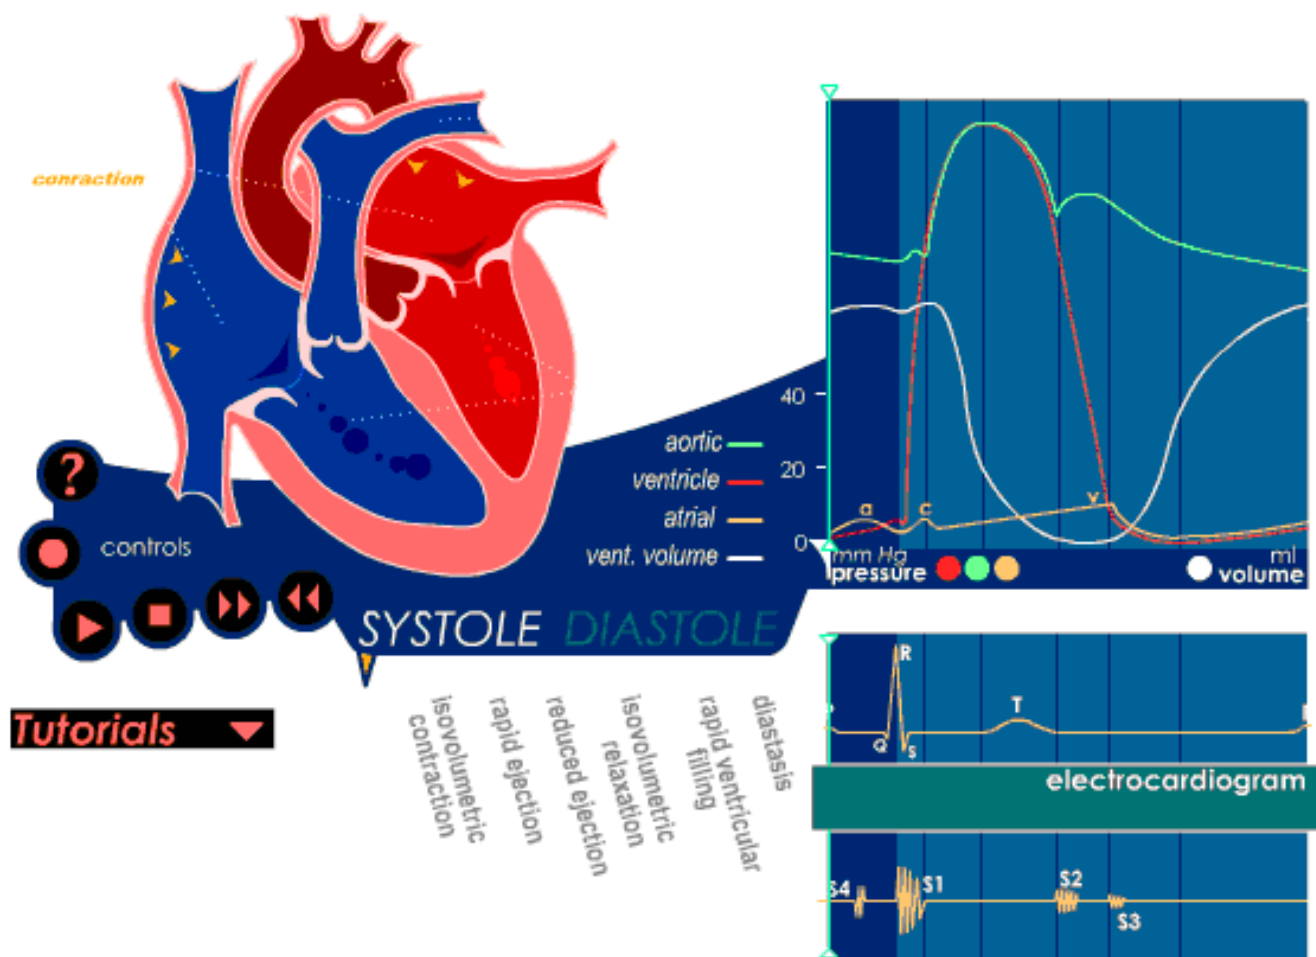 conraction
40
aortic
20
ventricle
atrial
vent. volume
0
a
c
v
mm Hg
pressure
ml
volume
?
controls
SYSTOLE DIASTOLE
Tutorials
isovolumetric
contraction
rapid ejection
reduced ejection
isovolumetric
relaxation
rapid ventricular
filling
diastasis
R
Q
S
T
electrocardiogram
S4
S1
S2
S3